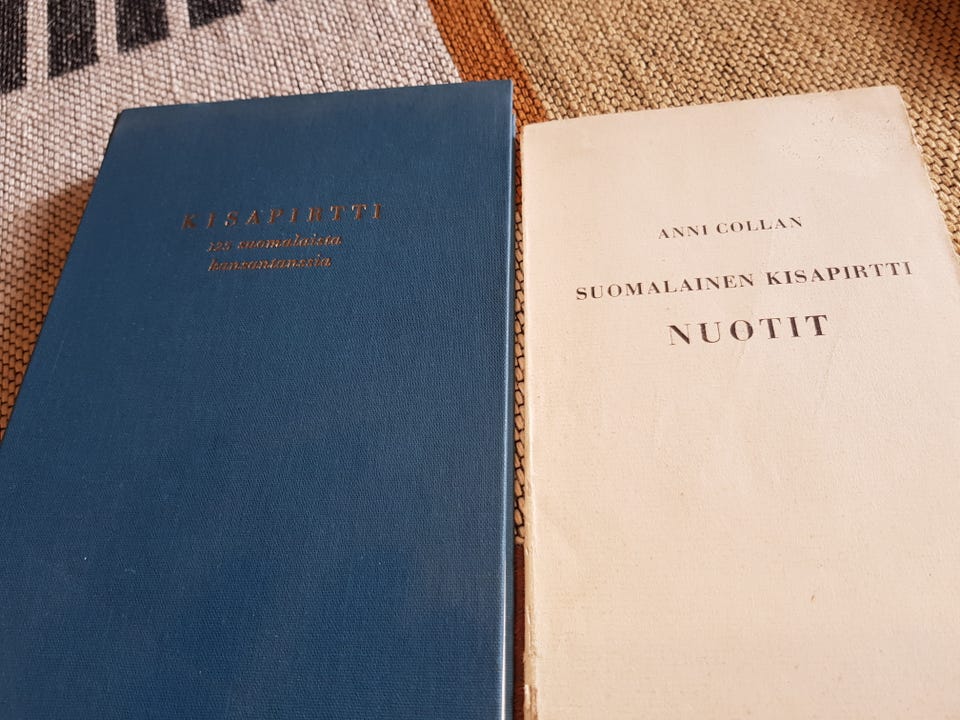 KISAPIRTTI
125 suomalaista
kansantanssia
ANNI COLLAN
SUOMALAINEN KISAPIRTTI
NUOTIT